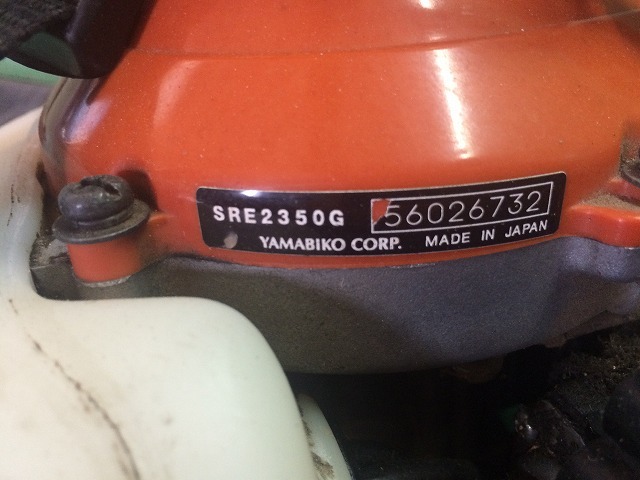 SRE2350G 56026732
YAMABIKO CORP. MADE IN JAPAN